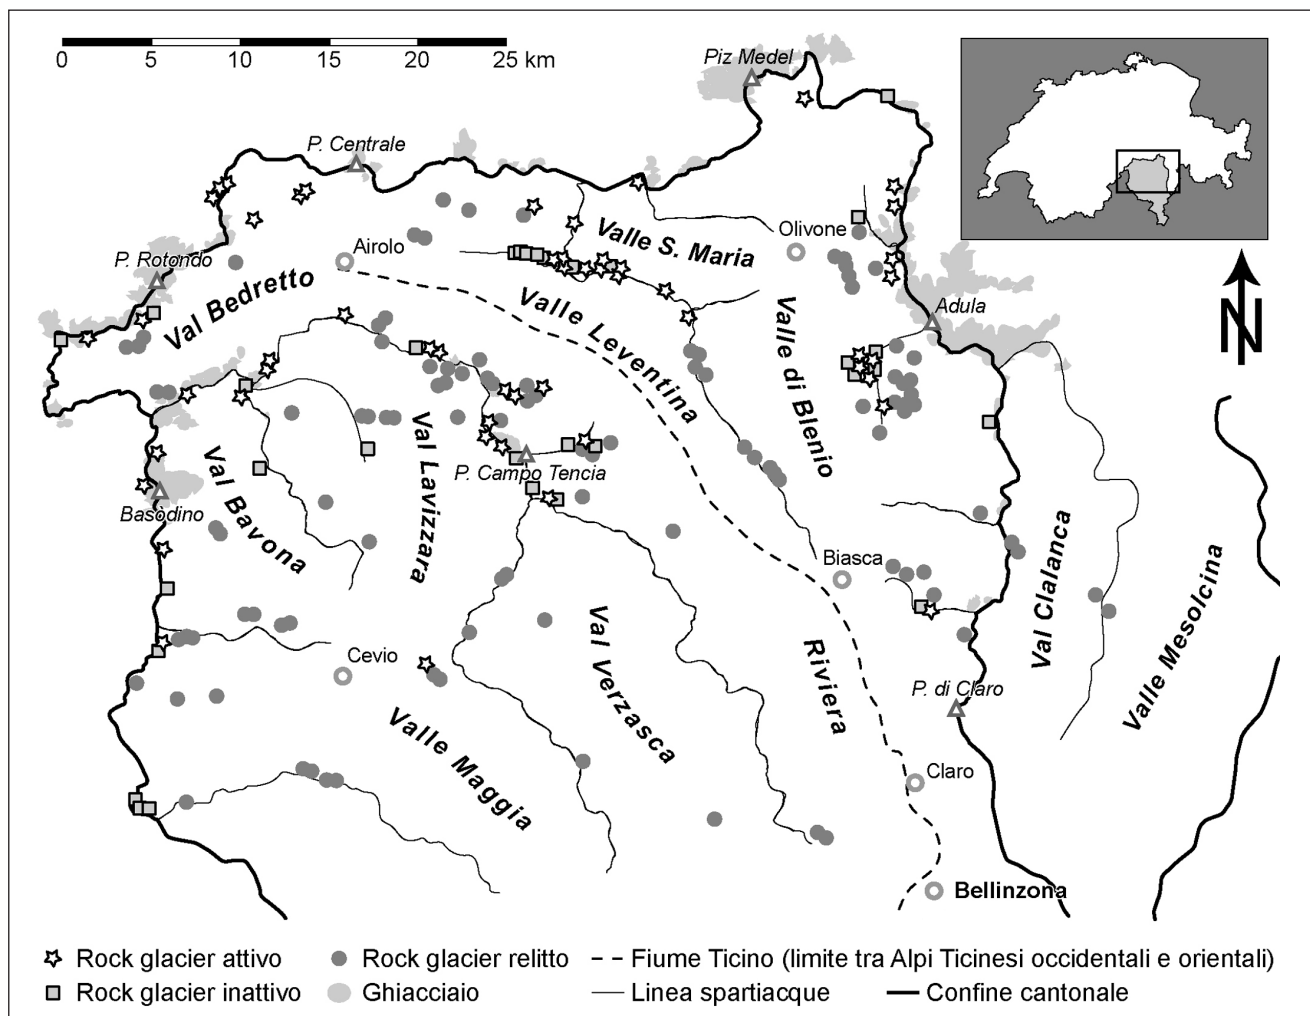 0 5 10 15 20 25 km
Piz Medel
P. Centrale
Olivone
Valle S. Maria
Airolo
P. Rotondo
Val Bedretto
Adula
N
Valle Leventina
Valle di Blenio
Val Lavizzara
P. Campo Tencia
Val Bavona
Basòdino
Biasca
Val Clalanca
Valle Mesolcina
Val Verzasca
Cevio
Riviera
P. di Claro
Valle Maggia
Claro
Bellinzona
Rock glacier attivo
Rock glacier relitto
Fiume Ticino (limite tra Alpi Ticinesi occidentali e orientali)
Rock glacier inattivo
Ghiacciaio
Linea spartiacque
Confine cantonale